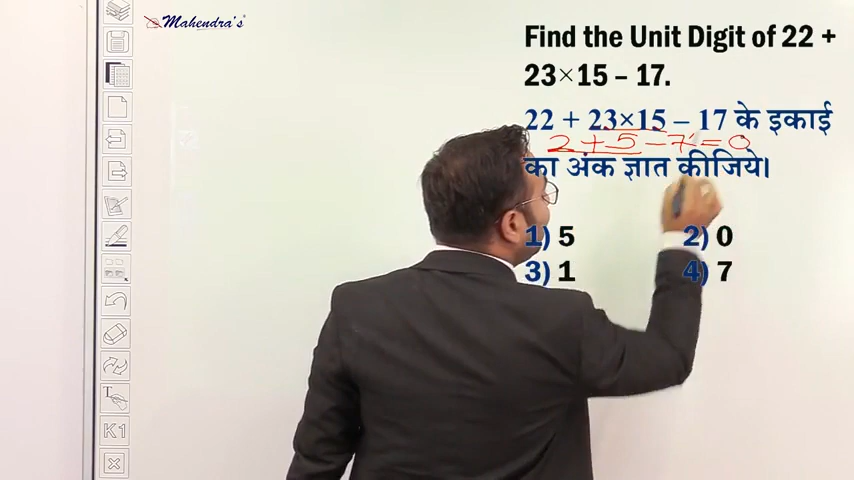 Mahendra's
Find the Unit Digit of 22 +
23×15 – 17.
22 + 23×15 – 17 के इकाई
2 + 5 - 7 = 0
का अंक ज्ञात कीजिये।
1) 5 2) 0
3) 1 4) 7
T
K1